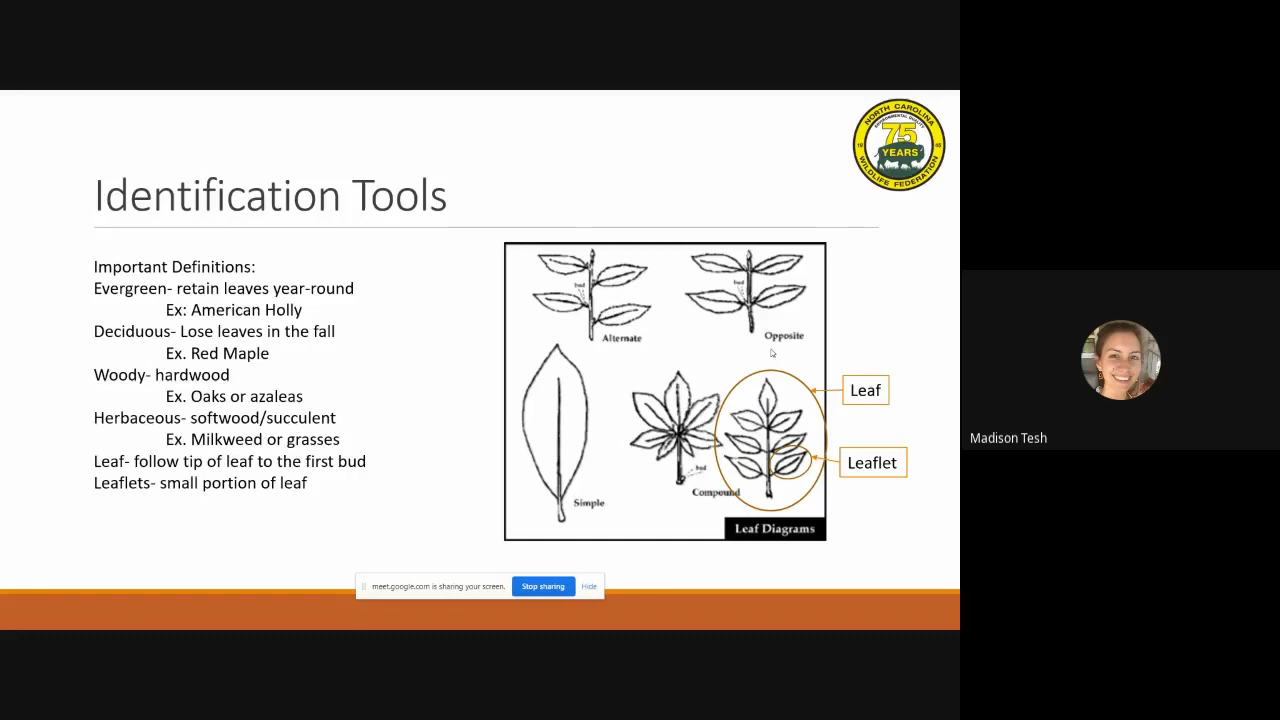 NORTH CAROLINA
75
YEARS
WILDLIFE FEDERATION
Identification Tools
Important Definitions:
Evergreen- retain leaves year-round
Ex: American Holly
Deciduous- Lose leaves in the fall
Ex. Red Maple
Woody- hardwood
Ex. Oaks or azaleas
Herbaceous- softwood/succulent
Ex. Milkweed or grasses
Leaf- follow tip of leaf to the first bud
Leaflets- small portion of leaf
bud
Alternate
bud
Opposite
Simple
bud
Compound
Leaf Diagrams
Leaf
Leaflet
meet.google.com is sharing your screen.
Stop sharing
Hide
Madison Tesh